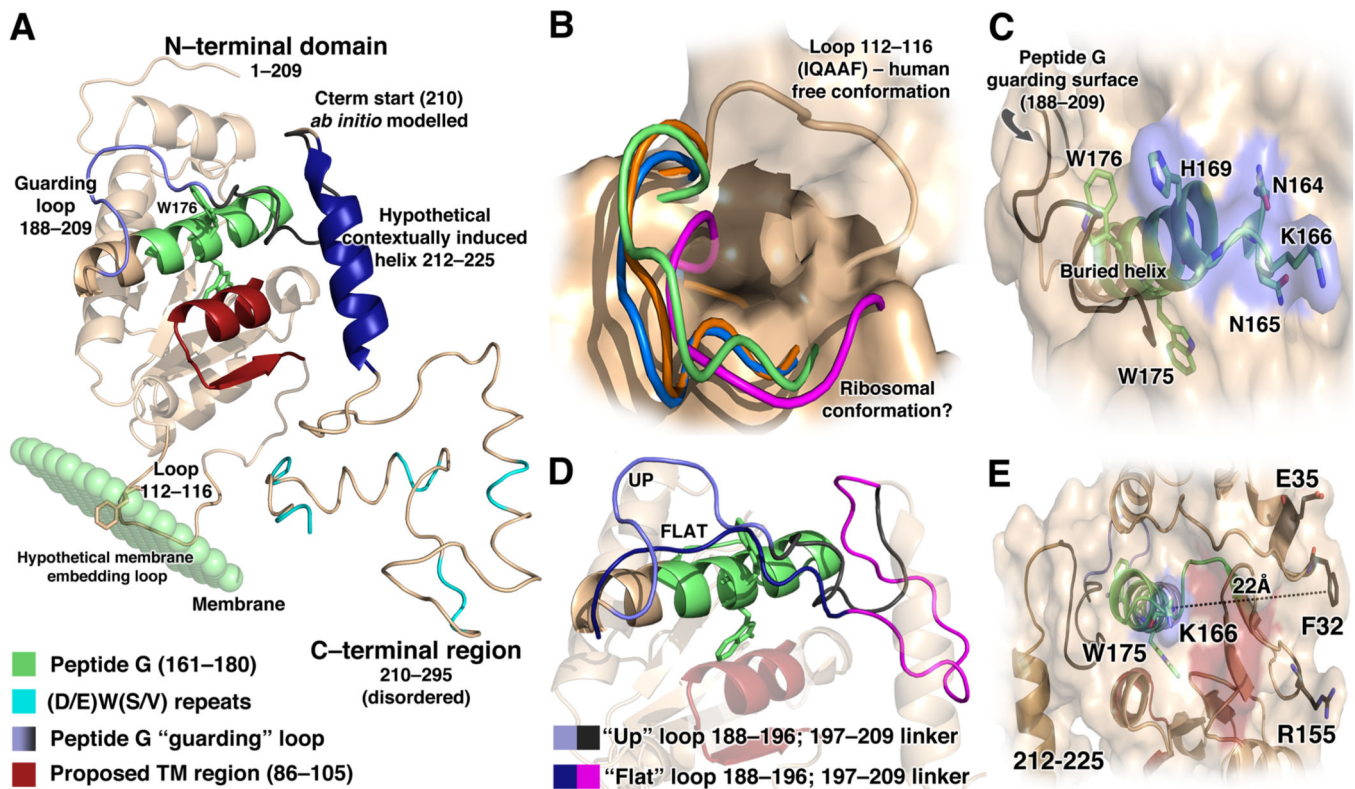 A
N–terminal domain
1–209
Cterm start (210)
ab initio modelled
Guarding
loop
188–209
W176
Hypothetical
contextually induced
helix 212–225
Loop
112–116
Hypothetical membrane
embedding loop
Membrane
C–terminal region
210–295
(disordered)
Peptide G (161–180)
(D/E)W(S/V) repeats
Peptide G “guarding” loop
Proposed TM region (86–105)
B
Loop 112–116
(IQAAF) – human
free conformation
Ribosomal
conformation?
C
Peptide G
guarding surface
(188–209)
W176
H169
N164
K166
Buried helix
N165
W175
D
UP
FLAT
“Up” loop 188–196; 197–209 linker
“Flat” loop 188–196; 197–209 linker
E
E35
22Å
F32
K166
W175
R155
212-225